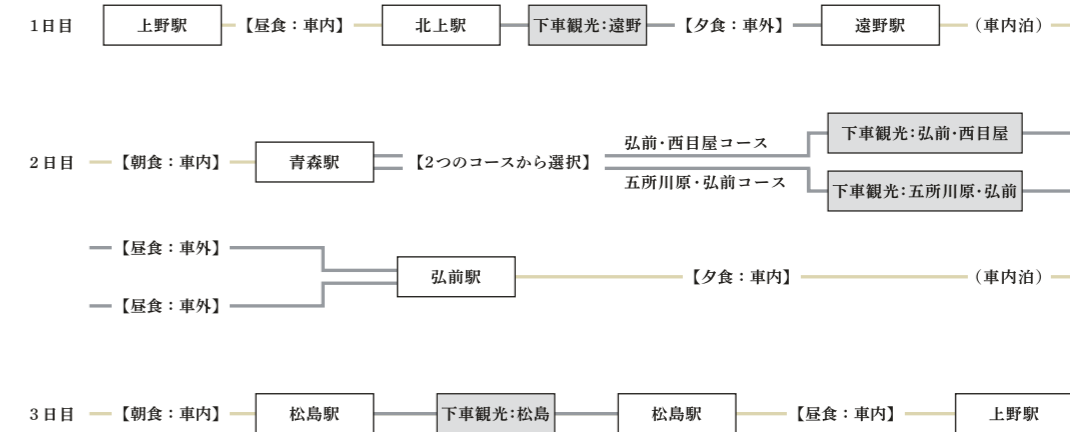 1日目 上野駅 【昼食：車内】 北上駅 下車観光：遠野 【夕食：車外】 遠野駅 （車内泊）
2日目 【朝食：車内】 青森駅 【2つのコースから選択】
弘前・西目屋コース 下車観光：弘前・西目屋
五所川原・弘前コース 下車観光：五所川原・弘前
【昼食：車外】
【昼食：車外】
弘前駅 【夕食：車内】 （車内泊）
3日目 【朝食：車内】 松島駅 下車観光：松島 松島駅 【昼食：車内】 上野駅